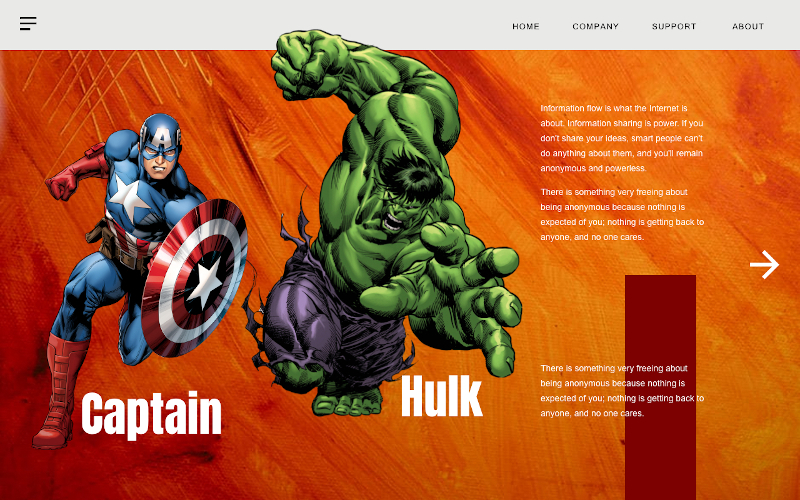 HOME COMPANY SUPPORT ABOUT
Information flow is what the Internet is
about. Information sharing is power. If you
don't share your ideas, smart people can't
do anything about them, and you'll remain
anonymous and powerless.
There is something very freeing about
being anonymous because nothing is
expected of you; nothing is getting back to
anyone, and no one cares.
There is something very freeing about
being anonymous because nothing is
expected of you; nothing is getting back to
anyone, and no one cares.
Captain
Hulk